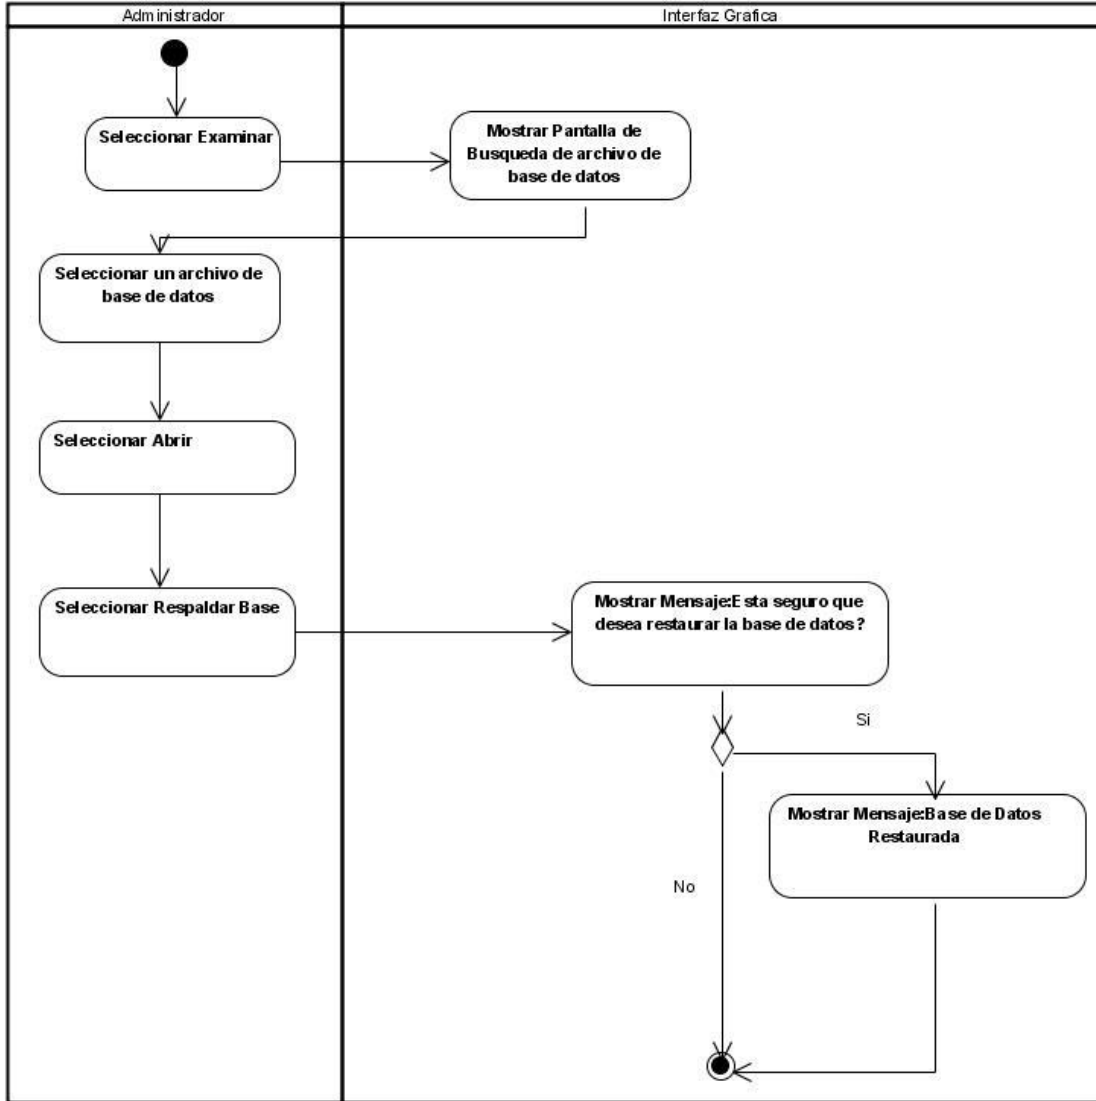 Administrador
Interfaz Grafica
Seleccionar Examinar
Mostrar Pantalla de
Busqueda de archivo de
base de datos
Seleccionar un archivo de
base de datos
Seleccionar Abrir
Seleccionar Respaldar Base
Mostrar Mensaje:Esta seguro que
desea restaurar la base de datos?
Si
Mostrar Mensaje:Base de Datos
Restaurada
No